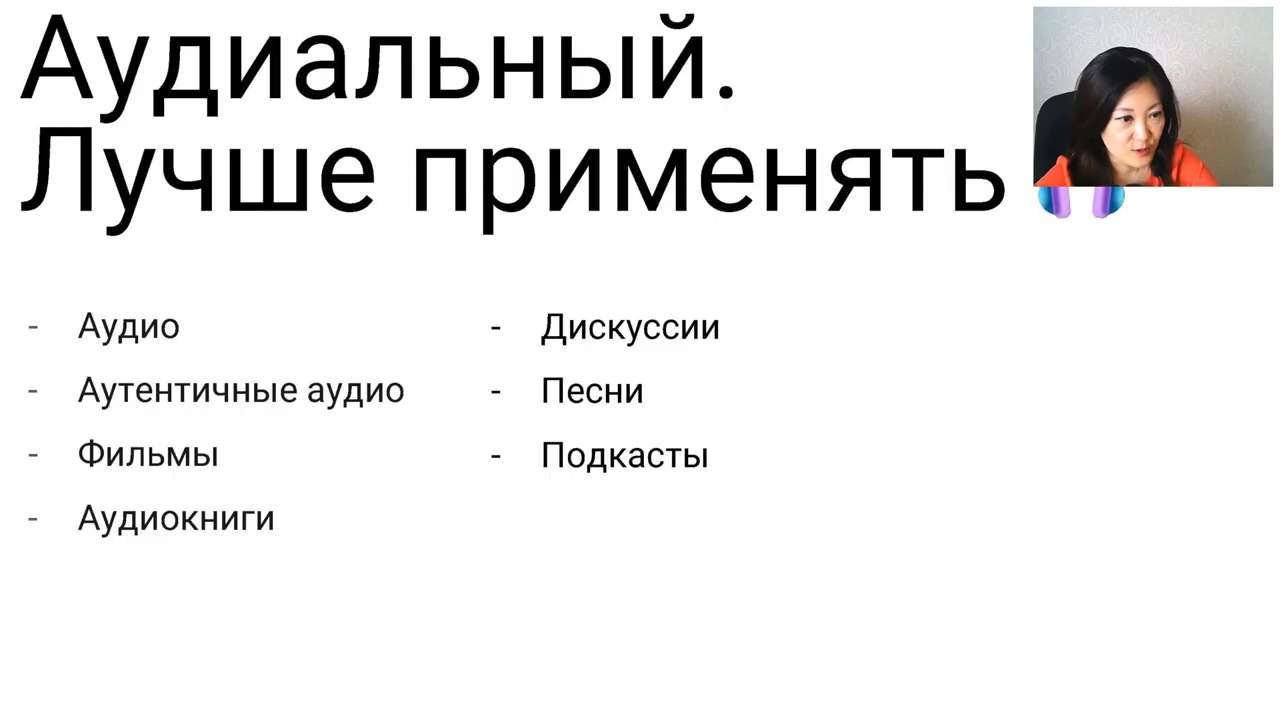 Аудиальный.
Лучше применять
- Аудио
- Аутентичные аудио
- Фильмы
- Аудиокниги
- Дискуссии
- Песни
- Подкасты